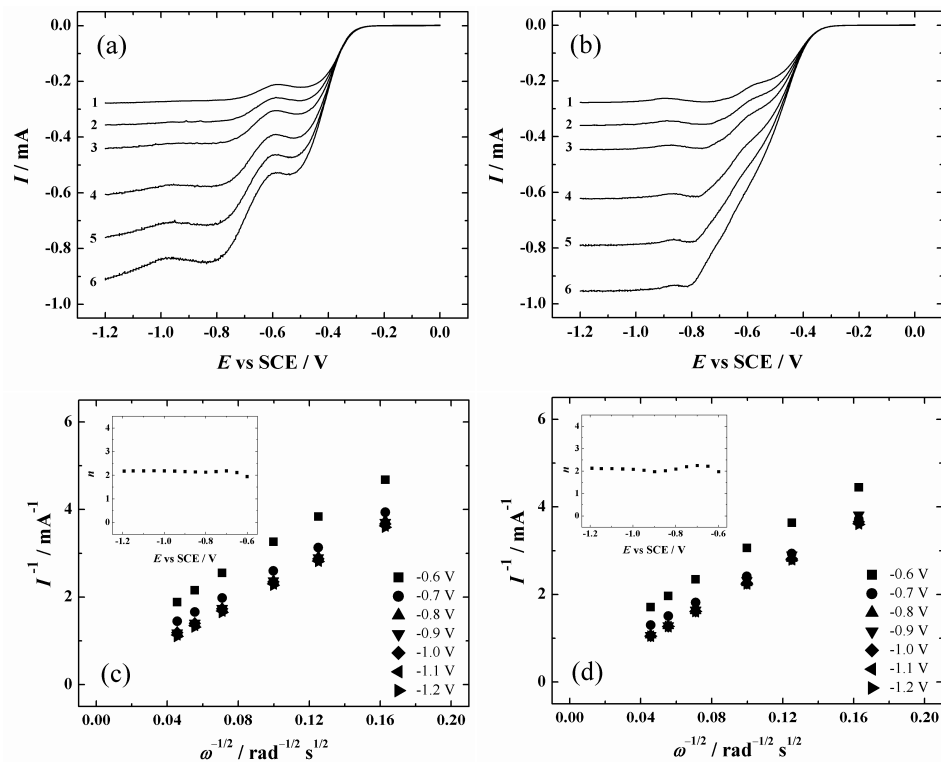 (a)
0.0
-0.2
-0.4
-0.6
-0.8
-1.0
I / mA
1
2
3
4
5
6
-1.2 -1.0 -0.8 -0.6 -0.4 -0.2 0.0
E vs SCE / V
(b)
0.0
-0.2
-0.4
-0.6
-0.8
-1.0
I / mA
1
2
3
4
5
6
-1.2 -1.0 -0.8 -0.6 -0.4 -0.2 0.0
E vs SCE / V
6
4
2
0
I⁻¹ / mA⁻¹
4
3
2
1
0
n
-1.2 -1.0 -0.8 -0.6
E vs SCE / V
-0.6 V
-0.7 V
-0.8 V
-0.9 V
-1.0 V
-1.1 V
-1.2 V
(c)
0.00 0.04 0.08 0.12 0.16 0.20
ω⁻¹/² / rad⁻¹/² s¹/²
6
4
2
0
I⁻¹ / mA⁻¹
4
3
2
1
0
n
-1.2 -1.0 -0.8 -0.6
E vs SCE / V
-0.6 V
-0.7 V
-0.8 V
-0.9 V
-1.0 V
-1.1 V
-1.2 V
(d)
0.00 0.04 0.08 0.12 0.16 0.20
ω⁻¹/² / rad⁻¹/² s¹/²